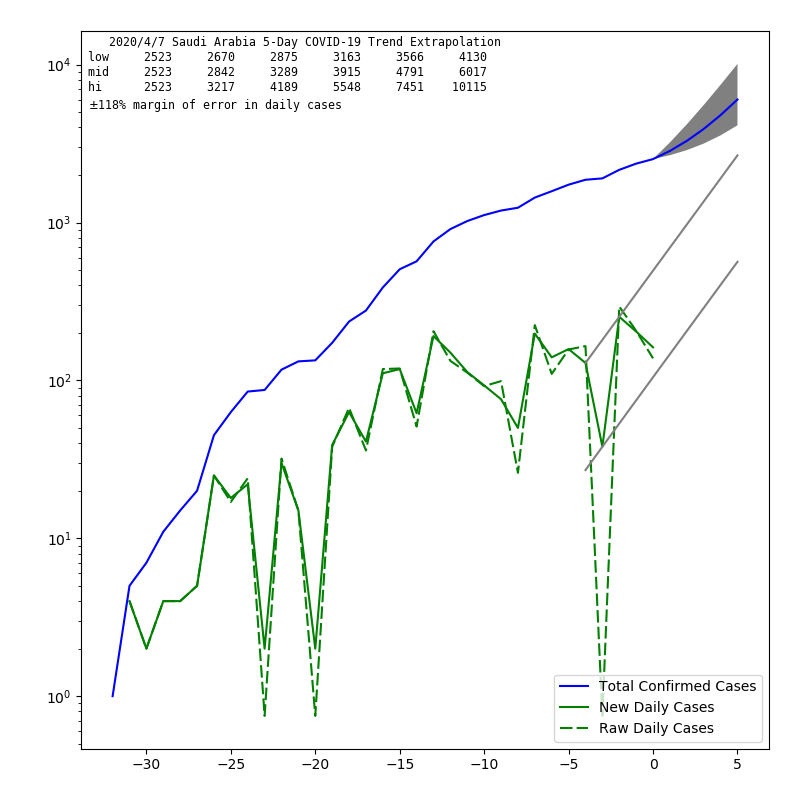 2020/4/7 Saudi Arabia 5-Day COVID-19 Trend Extrapolation
low 2523 2670 2875 3163 3566 4130
mid 2523 2842 3289 3915 4791 6017
hi 2523 3217 4189 5548 7451 10115
±118% margin of error in daily cases
10⁴
10³
10²
10¹
10⁰
Total Confirmed Cases
New Daily Cases
Raw Daily Cases
−30 −25 −20 −15 −10 −5 0 5